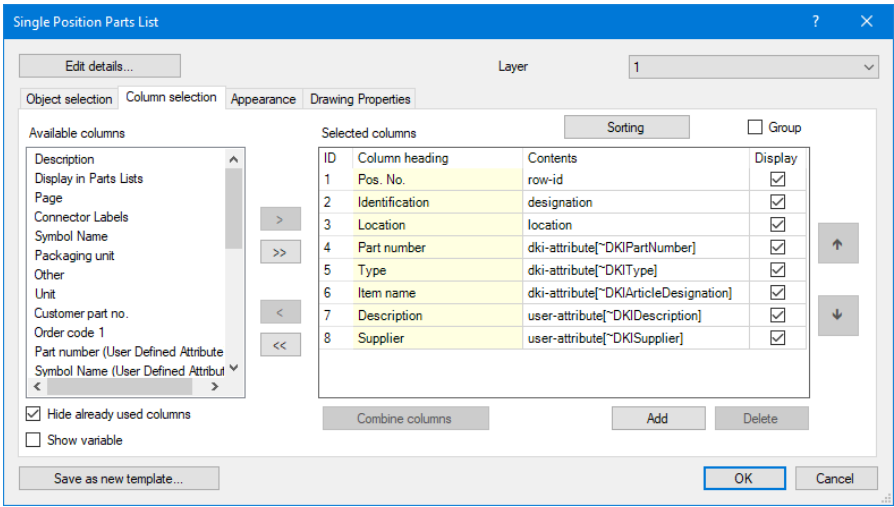 Single Position Parts List
Edit details...
Layer
1
Object selection
Column selection
Appearance
Drawing Properties
Available columns
Description
Display in Parts Lists
Page
Connector Labels
Symbol Name
Packaging unit
Other
Unit
Customer part no.
Order code 1
Part number (User Defined Attribute
Symbol Name (User Defined Attribut
Hide already used columns
Show variable
>
>>
<
<<
Selected columns
Sorting
Group
ID Column heading Contents Display
1 Pos. No. row-id
2 Identification designation
3 Location location
4 Part number dki-attribute[~DKIPartNumber]
5 Type dki-attribute[~DKIType]
6 Item name dki-attribute[~DKIArticleDesignation]
7 Description user-attribute[~DKIDescription]
8 Supplier user-attribute[~DKISupplier]
Combine columns
Add
Delete
Save as new template...
OK
Cancel